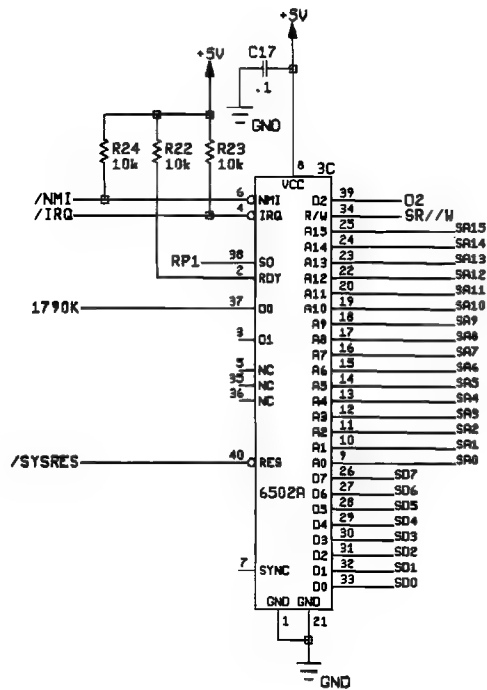 +5V
C17
+5V
.1
GND
R24 10k
R22 10k
R23 10k
8 3C
VCC
/NMI 6 NMI
/IRQ 4 IRQ
RP1 38 SO
2 RDY
1790K 37 O0
3 O1
5 NC
35 NC
36 NC
/SYSRES 40 RES
6502A
7 SYNC
O2 39 O2
R/W 34 SR//W
A15 25 SA15
A14 24 SA14
A13 23 SA13
A12 22 SA12
A11 20 SA11
A10 19 SA10
A9 18 SA9
A8 17 SA8
A7 16 SA7
A6 15 SA6
A5 14 SA5
A4 13 SA4
A3 12 SA3
A2 11 SA2
A1 10 SA1
A0 9 SA0
D7 26 SD7
D6 27 SD6
D5 28 SD5
D4 29 SD4
D3 30 SD3
D2 31 SD2
D1 32 SD1
D0 33 SD0
GND GND
1 21
GND